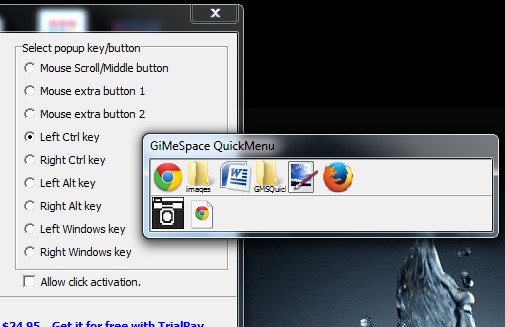 Select popup key/button
Mouse Scroll/Middle button
Mouse extra button 1
Mouse extra button 2
Left Ctrl key
Right Ctrl key
Left Alt key
Right Alt key
Left Windows key
Right Windows key
Allow click activation.
$24.95 Get it for free with TrialPay
GiMeSpace QuickMenu
images
GMSQuicl